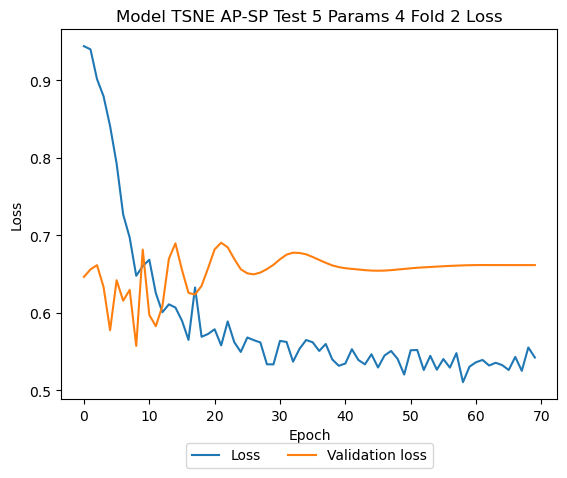 Model TSNE AP-SP Test 5 Params 4 Fold 2 Loss
0.9
0.8
0.7
0.6
0.5
Loss
0 10 20 30 40 50 60 70
Epoch
Loss Validation loss